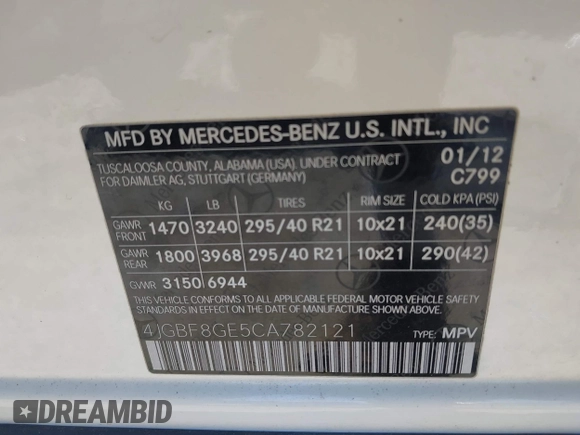 MFD BY MERCEDES-BENZ U.S. INTL., INC
TUSCALOOSA COUNTY, ALABAMA (USA) UNDER CONTRACT 01/12
FOR DAIMLER AG, STUTTGART (GERMANY) C799
KG LB TIRES RIM SIZE COLD KPA (PSI)
GAWR FRONT 1470 3240 295/40 R21 10x21 240(35)
GAWR REAR 1800 3968 295/40 R21 10x21 290(42)
GVWR 3150 6944
THIS VEHICLE CONFORMS TO ALL APPLICABLE FEDERAL MOTOR VEHICLE SAFETY
STANDARDS IN EFFECT ON THE DATE OF MANUFACTURE SHOWN ABOVE.
4JGBF8GE5CA782121 TYPE: MPV
DREAMBID